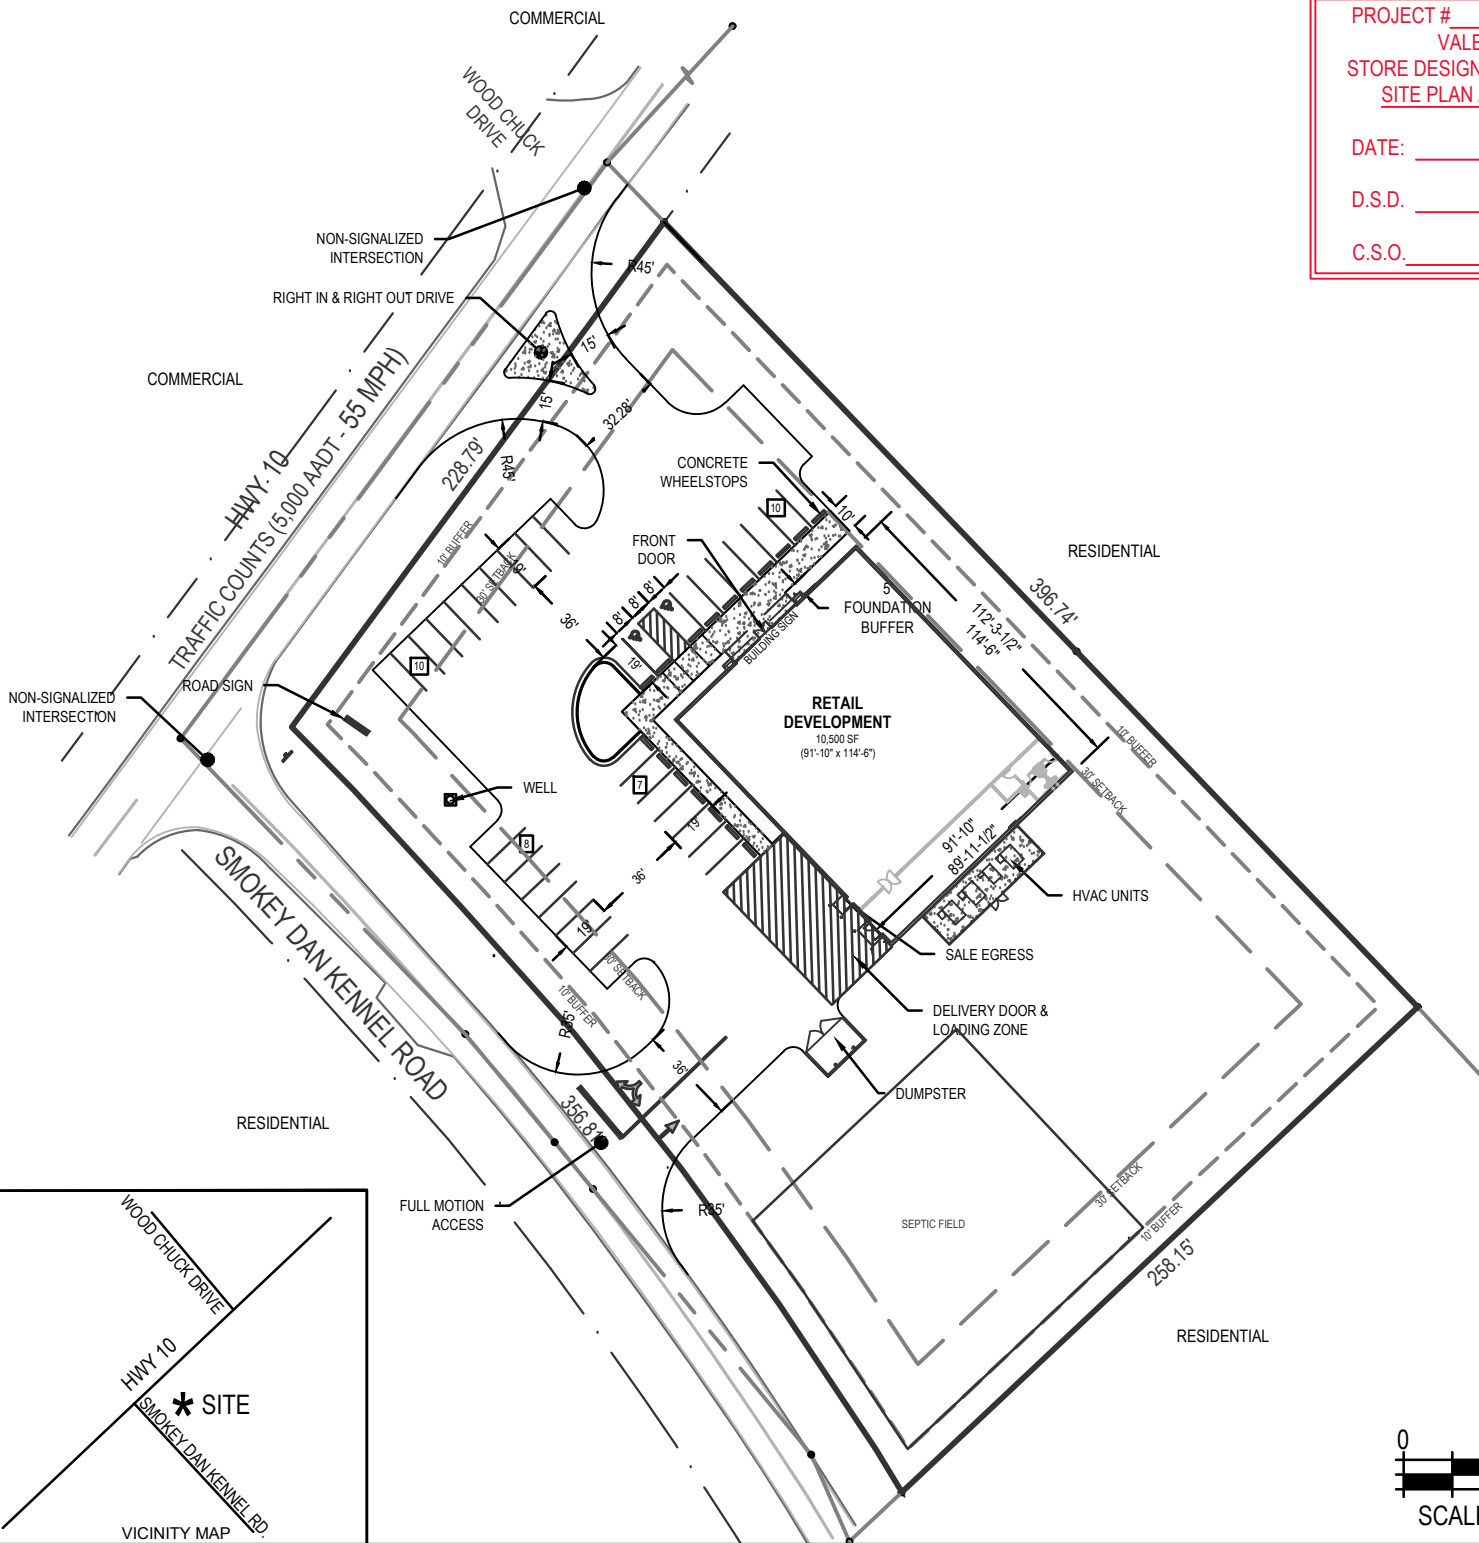 COMMERCIAL
PROJECT #
VALE
STORE DESIGN
SITE PLAN
DATE:
D.S.D.
C.S.O.
WOOD CHUCK
DRIVE
NON-SIGNALIZED
INTERSECTION
RIGHT IN & RIGHT OUT DRIVE
R45'
15'
15'
COMMERCIAL
HWY. 10
TRAFFIC COUNTS (5,000 AADT - 55 MPH)
228.79'
R45'
32.28'
10' BUFFER
30' SETBACK
9'
36'
CONCRETE
WHEELSTOPS
10
10'
FRONT
DOOR
8'
8'
8'
19'
BUILDING SIGN
5'
FOUNDATION
BUFFER
RESIDENTIAL
396.74'
112'-3-1/2"
114'-6"
10
ROAD SIGN
NON-SIGNALIZED
INTERSECTION
RETAIL
DEVELOPMENT
10,500 SF
(91'-10" x 114'-6")
10' BUFFER
30' SETBACK
WELL
7
8
19'
36'
91'-10"
89'-11-1/2"
HVAC UNITS
SALE EGRESS
DELIVERY DOOR &
LOADING ZONE
SMOKEY DAN KENNEL ROAD
19'
30' SETBACK
10' BUFFER
R35'
36'
DUMPSTER
RESIDENTIAL
356.81'
FULL MOTION
ACCESS
R35'
SEPTIC FIELD
30' SETBACK
10' BUFFER
258.15'
RESIDENTIAL
WOOD CHUCK DRIVE
HWY 10
* SITE
SMOKEY DAN KENNEL RD.
VICINITY MAP
0
SCALE